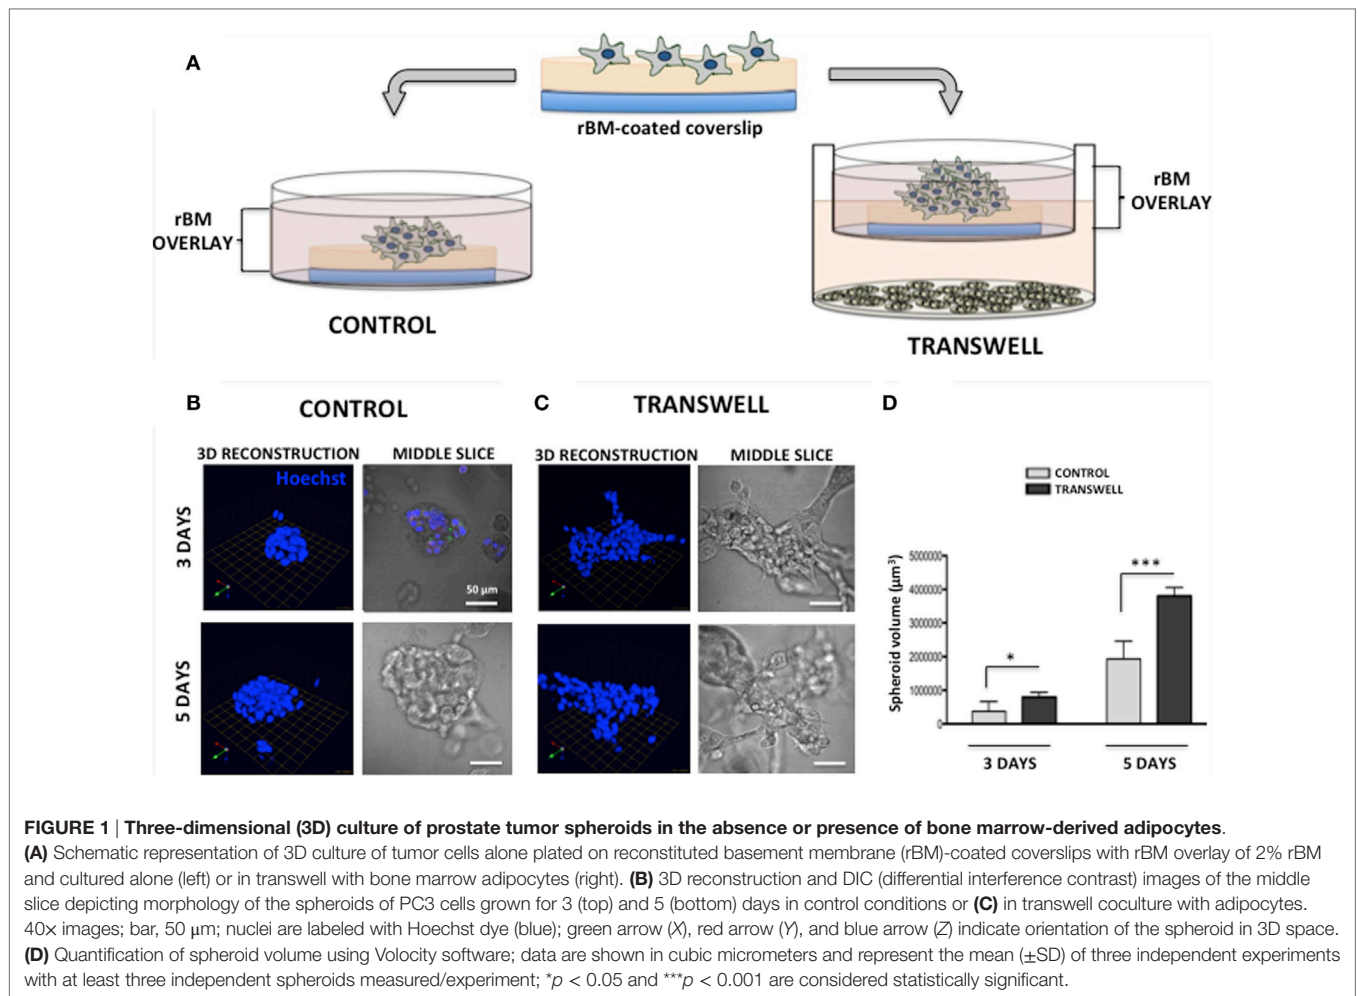 A
rBM-coated coverslip
rBM
OVERLAY
CONTROL
rBM
OVERLAY
TRANSWELL
B
CONTROL
3D RECONSTRUCTION
MIDDLE SLICE
Hoechst
3 DAYS
50 µm
5 DAYS
C
TRANSWELL
3D RECONSTRUCTION
MIDDLE SLICE
D
CONTROL
TRANSWELL
Spheroid volume (µm³)
5000000
4000000
3000000
2000000
1000000
0
*
***
3 DAYS
5 DAYS
FIGURE 1 | Three-dimensional (3D) culture of prostate tumor spheroids in the absence or presence of bone marrow-derived adipocytes.
(A) Schematic representation of 3D culture of tumor cells alone plated on reconstituted basement membrane (rBM)-coated coverslips with rBM overlay of 2% rBM
and cultured alone (left) or in transwell with bone marrow adipocytes (right). (B) 3D reconstruction and DIC (differential interference contrast) images of the middle
slice depicting morphology of the spheroids of PC3 cells grown for 3 (top) and 5 (bottom) days in control conditions or (C) in transwell coculture with adipocytes.
40× images; bar, 50 µm; nuclei are labeled with Hoechst dye (blue); green arrow (X), red arrow (Y), and blue arrow (Z) indicate orientation of the spheroid in 3D space.
(D) Quantification of spheroid volume using Volocity software; data are shown in cubic micrometers and represent the mean (±SD) of three independent experiments
with at least three independent spheroids measured/experiment; *p < 0.05 and ***p < 0.001 are considered statistically significant.